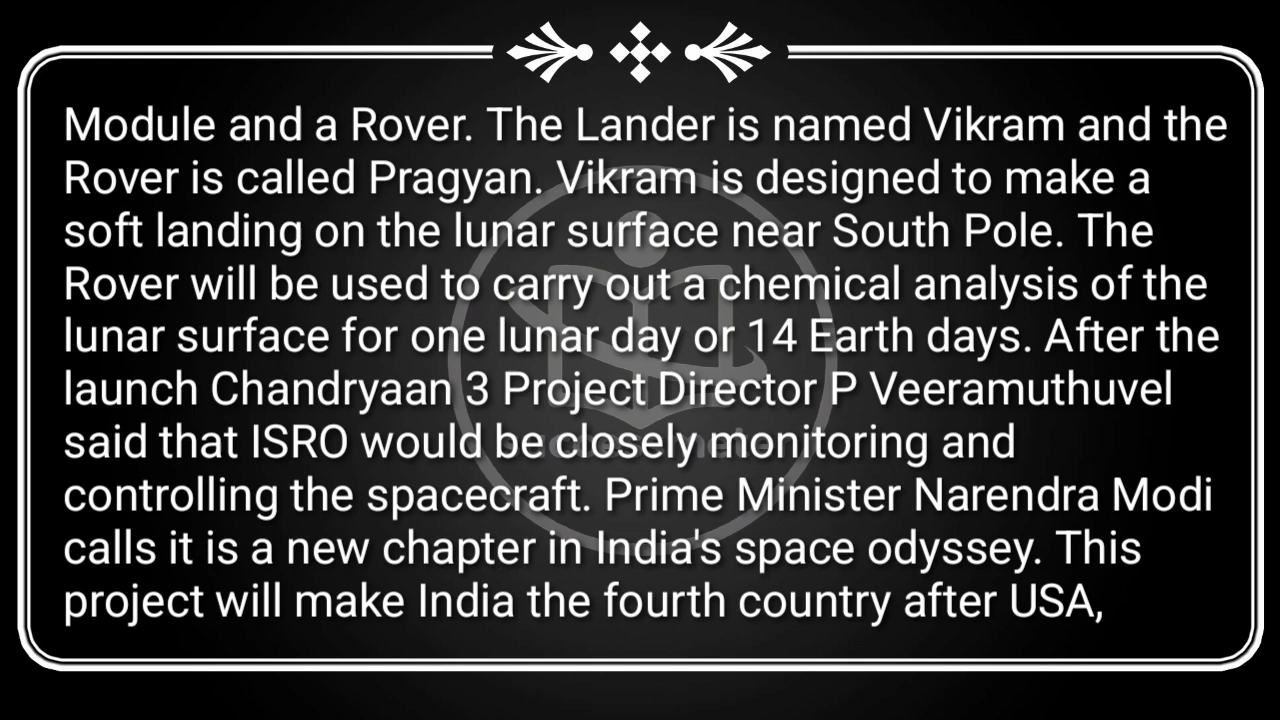 Module and a Rover. The Lander is named Vikram and the
Rover is called Pragyan. Vikram is designed to make a
soft landing on the lunar surface near South Pole. The
Rover will be used to carry out a chemical analysis of the
lunar surface for one lunar day or 14 Earth days. After the
launch Chandryaan 3 Project Director P Veeramuthuvel
said that ISRO would be closely monitoring and
controlling the spacecraft. Prime Minister Narendra Modi
calls it is a new chapter in India's space odyssey. This
project will make India the fourth country after USA,